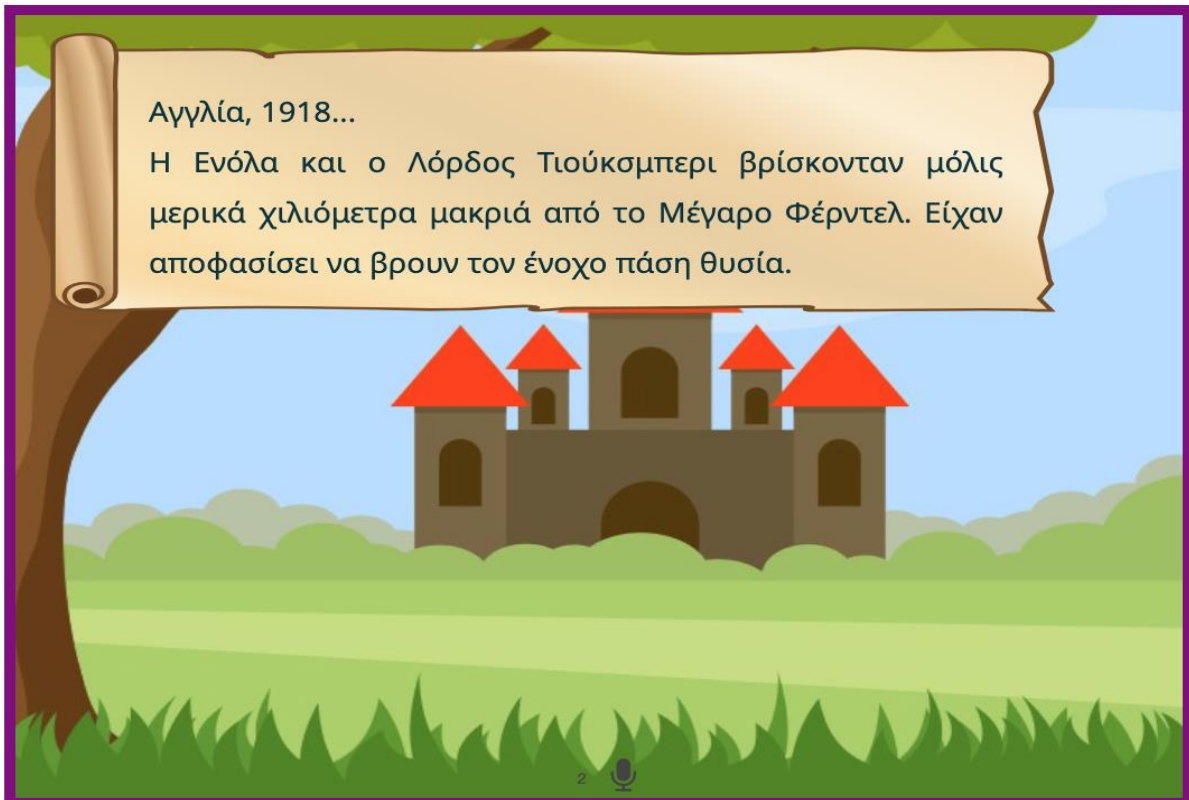 Αγγλία, 1918...
Η Ενόλα και ο Λόρδος Τιούκσμπερι βρίσκονταν μόλις
μερικά χιλιόμετρα μακριά από το Μέγαρο Φέρντελ. Είχαν
αποφασίσει να βρουν τον ένοχο πάση θυσία.
2